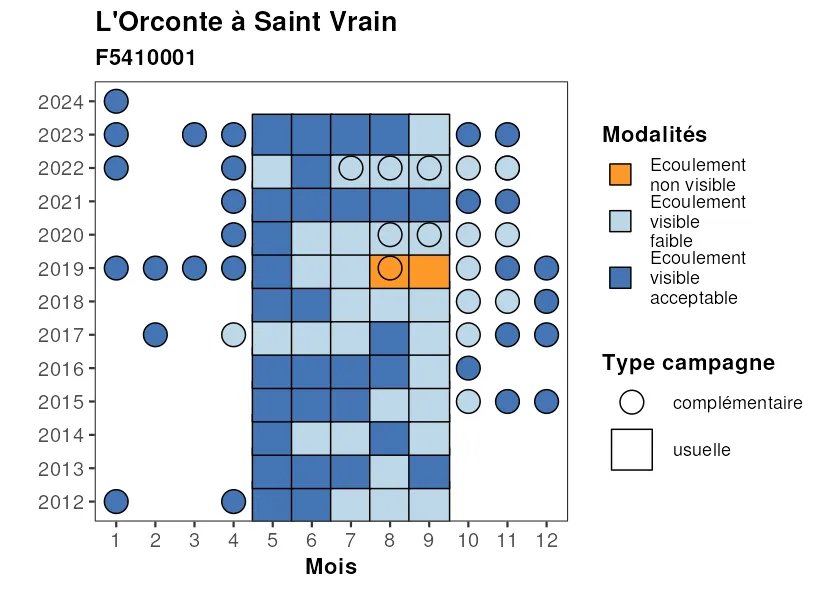 L'Orconte à Saint Vrain
F5410001
2024
2023
2022
2021
2020
2019
2018
2017
2016
2015
2014
2013
2012
1 2 3 4 5 6 7 8 9 10 11 12
Mois
Modalités
Ecoulement
non visible
Ecoulement
visible
faible
Ecoulement
visible
acceptable
Type campagne
complémentaire
usuelle